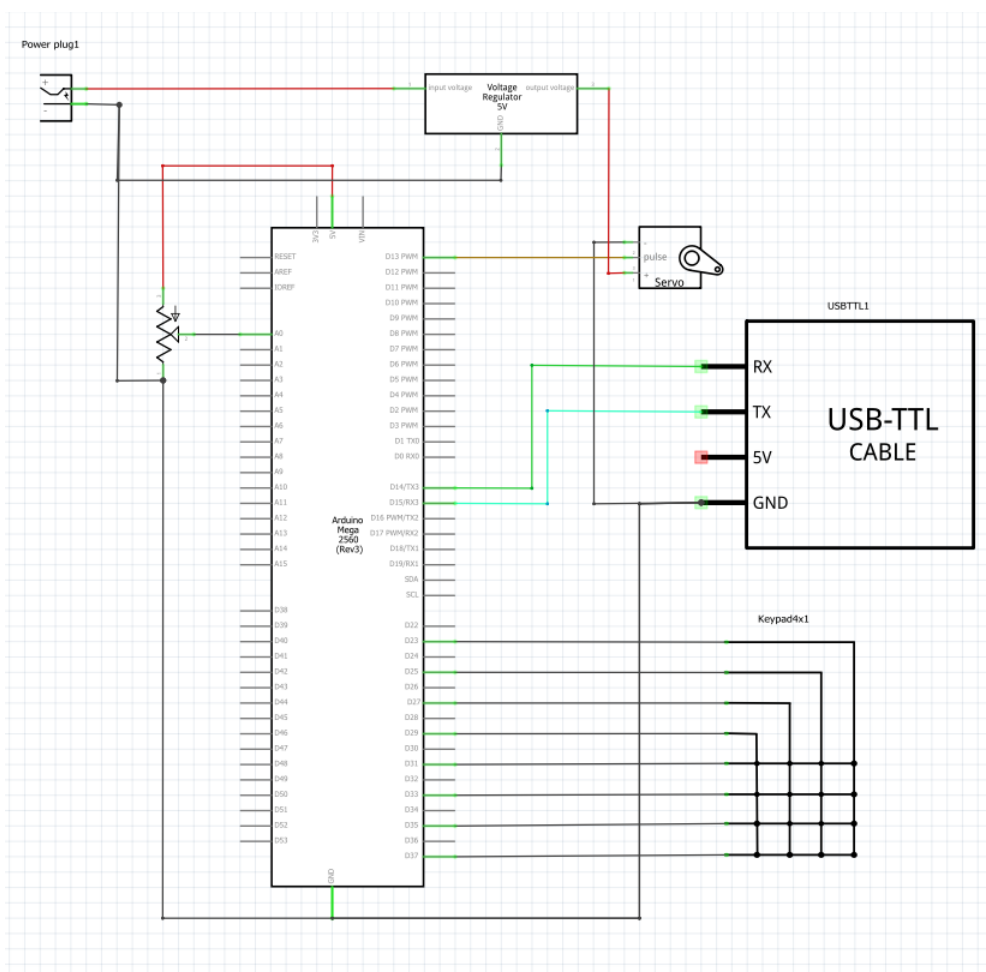 Power plug1
+
-
input voltage
Voltage
Regulator
5V
output voltage
GND
3V3
5V
VIN
RESET
AREF
IOREF
A0
A1
A2
A3
A4
A5
A6
A7
A8
A9
A10
A11
A12
A13
A14
A15
D38
D39
D40
D41
D42
D43
D44
D45
D46
D47
D48
D49
D50
D51
D52
D53
Arduino
Mega
2560
(Rev3)
D13 PWM
D12 PWM
D11 PWM
D10 PWM
D9 PWM
D8 PWM
D7 PWM
D6 PWM
D5 PWM
D4 PWM
D2 PWM
D3 PWM
D1 TX0
D0 RX0
D14/TX3
D15/RX3
D16 PWM/TX2
D17 PWM/RX2
D18/TX1
D19/RX1
SDA
SCL
D22
D23
D24
D25
D26
D27
D28
D29
D30
D31
D32
D33
D34
D35
D36
D37
GND
-
pulse
+
Servo
USBTTL1
RX
TX
5V
GND
USB-TTL
CABLE
Keypad4x1